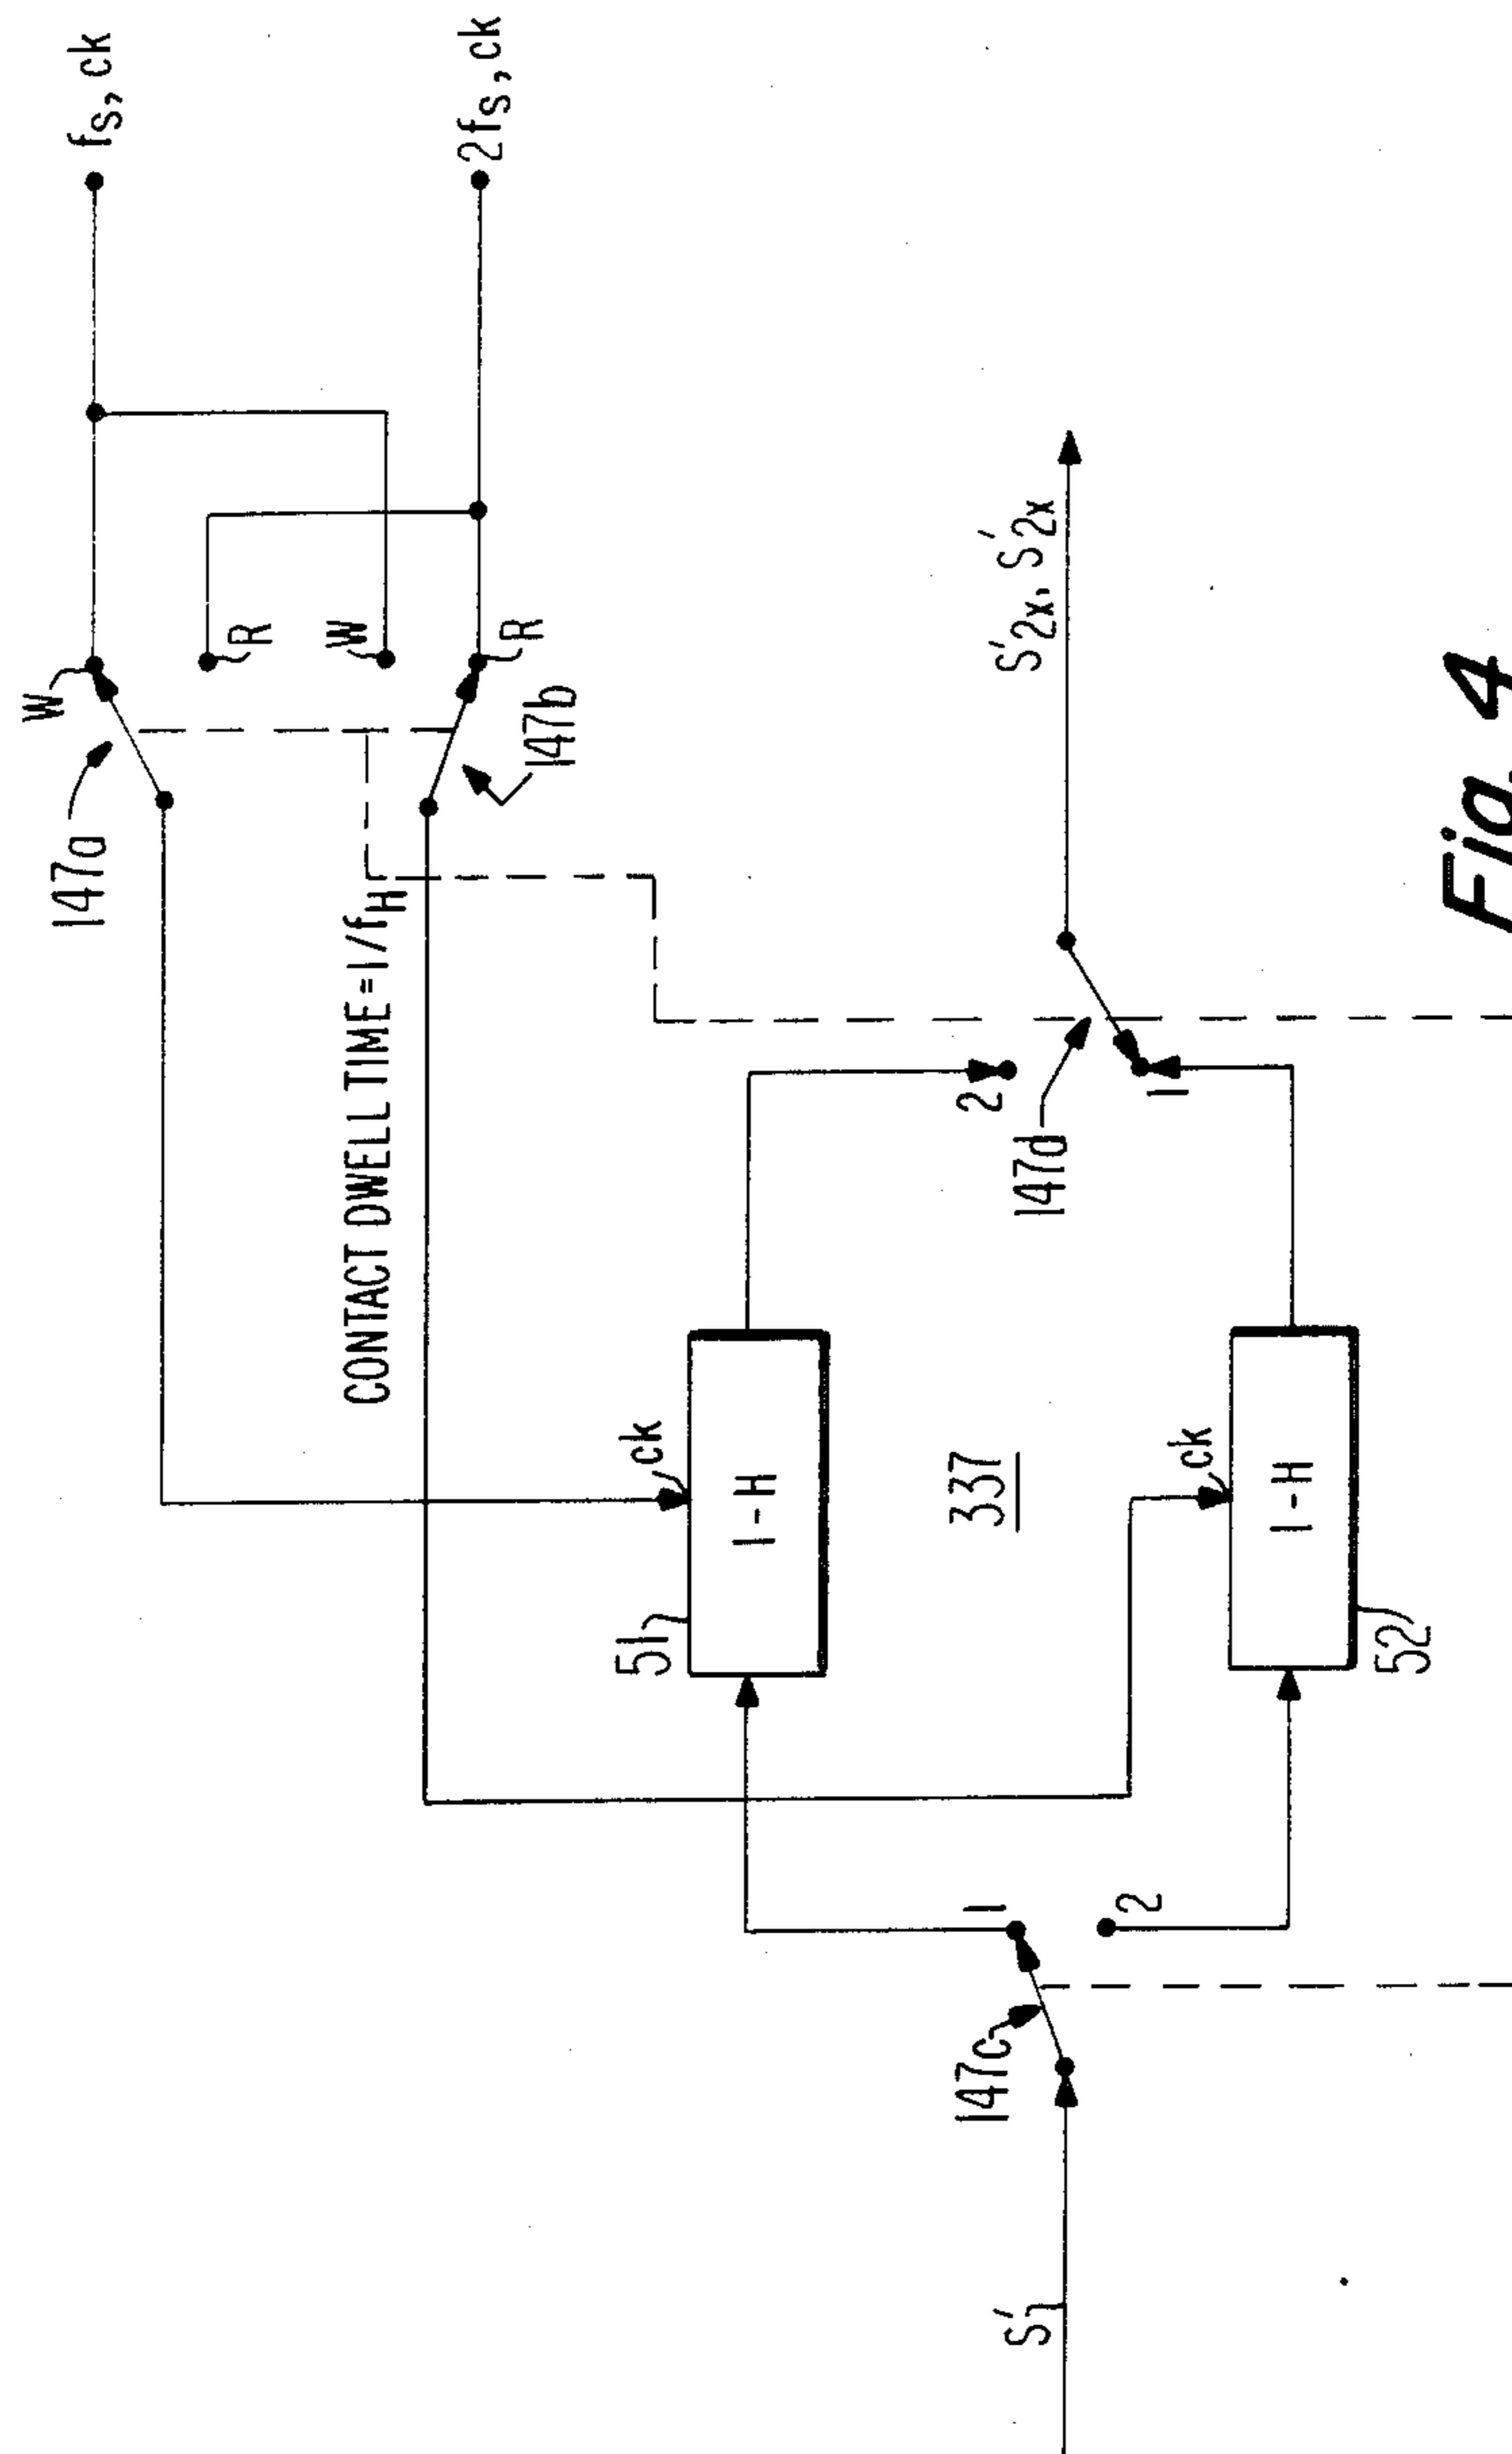 fs, ck
2fs, ck
W
R
W
R
147a
147b
CONTACT DWELL TIME = 1/fH
51
ck
1-H
337
52
ck
1-H
147c
1
2
147d
2
1
S'
S'2x, S'2x
Fig. 4